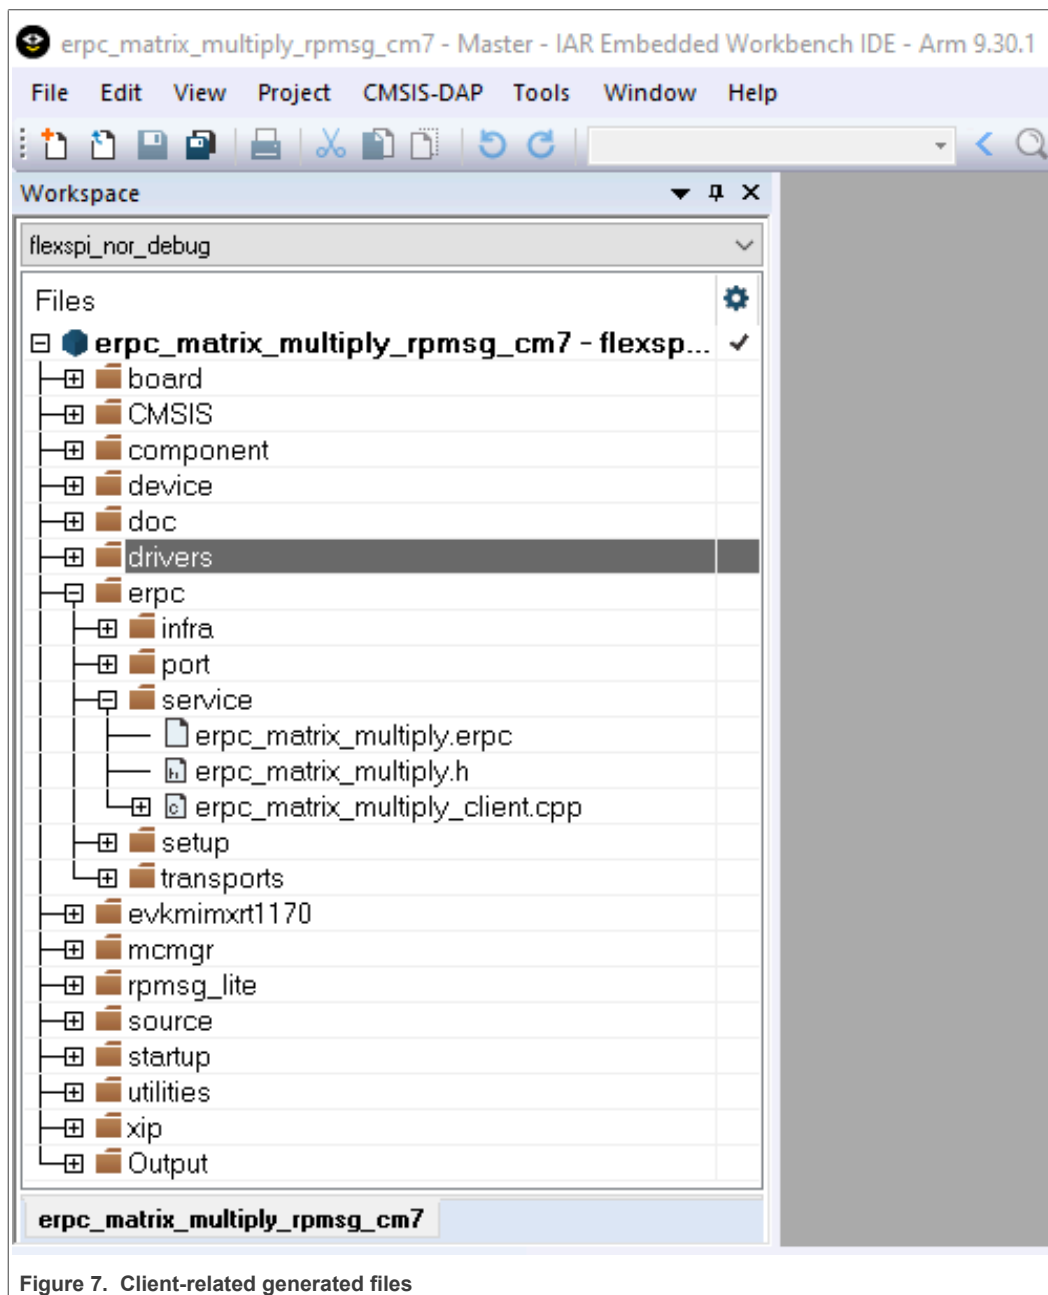 erpc_matrix_multiply_rpmsg_cm7 - Master - IAR Embedded Workbench IDE - Arm 9.30.1
File Edit View Project CMSIS-DAP Tools Window Help
Workspace
flexspi_nor_debug
Files
erpc_matrix_multiply_rpmsg_cm7 - flexsp...
board
CMSIS
component
device
doc
drivers
erpc
infra
port
service
erpc_matrix_multiply.erpc
erpc_matrix_multiply.h
erpc_matrix_multiply_client.cpp
setup
transports
evkmimxrt1170
mcmgr
rpmsg_lite
source
startup
utilities
xip
Output
erpc_matrix_multiply_rpmsg_cm7
Figure 7. Client-related generated files